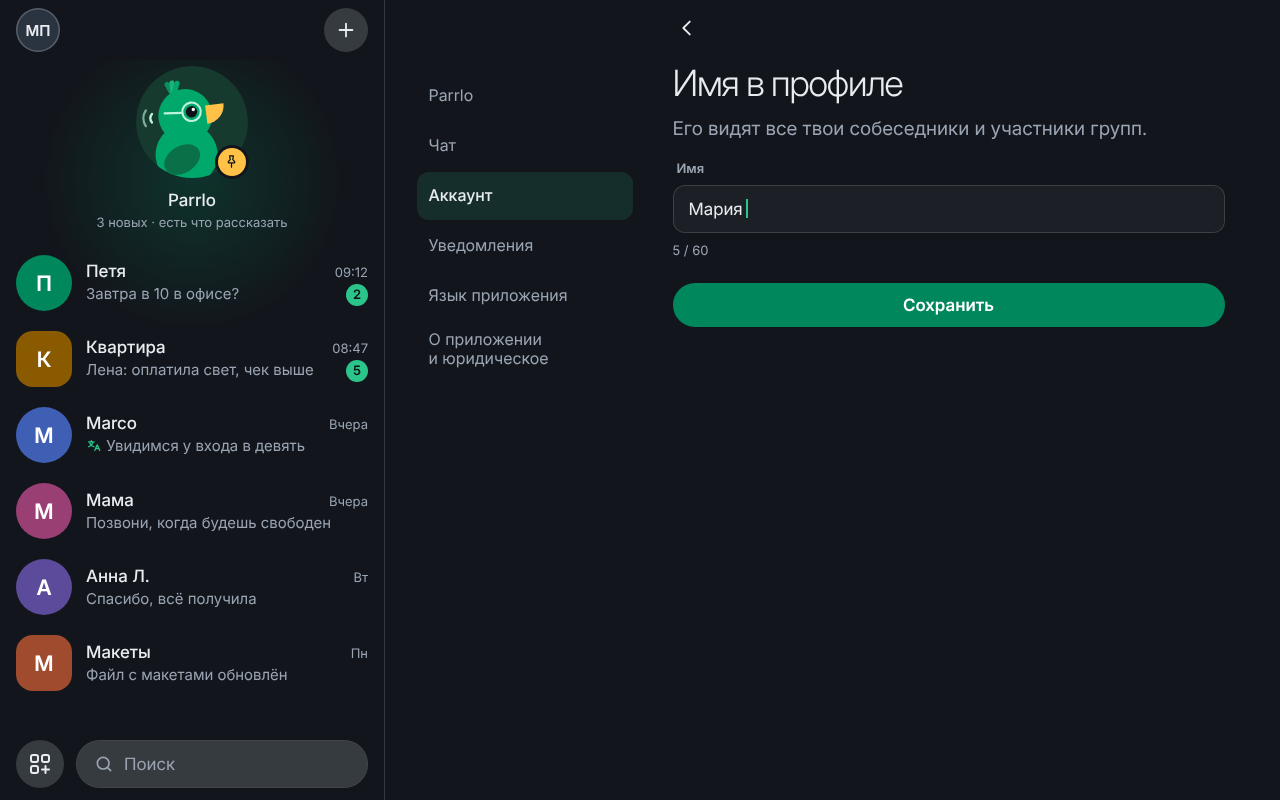 МП
Parrlo
3 новых · есть что рассказать
П
Петя
09:12
Завтра в 10 в офисе?
2
К
Квартира
08:47
Лена: оплатила свет, чек выше
5
M
Marco
Вчера
Увидимся у входа в девять
М
Мама
Вчера
Позвони, когда будешь свободен
А
Анна Л.
Вт
Спасибо, всё получила
М
Макеты
Пн
Файл с макетами обновлён
Поиск
Parrlo
Чат
Аккаунт
Уведомления
Язык приложения
О приложении
и юридическое
Имя в профиле
Его видят все твои собеседники и участники групп.
Имя
Мария
5 / 60
Сохранить